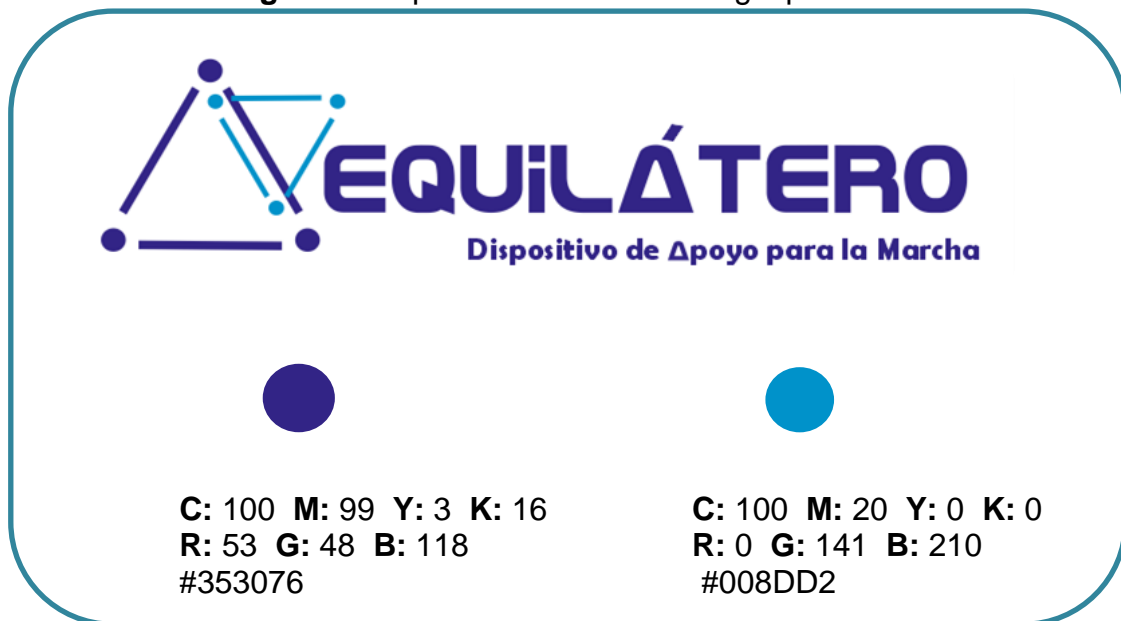 EQUiLÁTERO
Dispositivo de Δpoyo para la Marcha
C: 100 M: 99 Y: 3 K: 16
R: 53 G: 48 B: 118
#353076
C: 100 M: 20 Y: 0 K: 0
R: 0 G: 141 B: 210
#008DD2